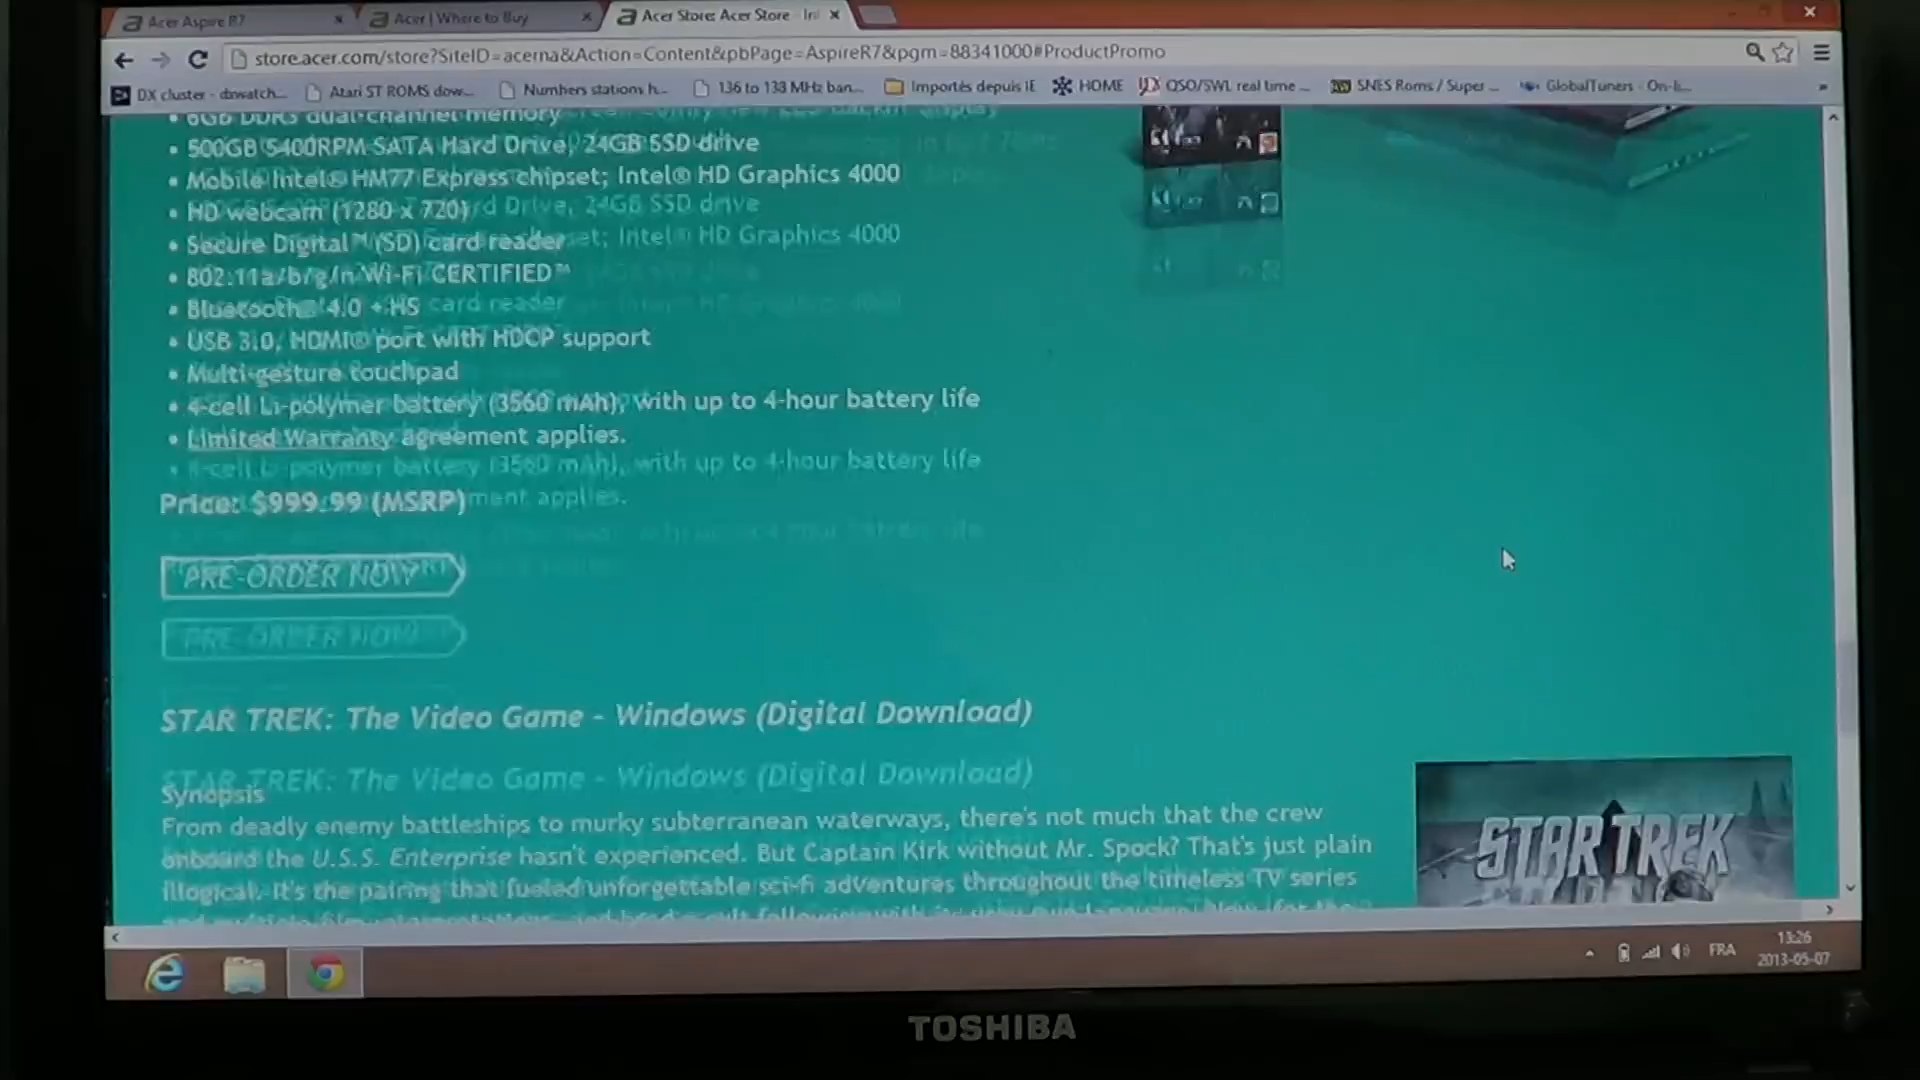 Acer Aspire R7
Acer | Where to Buy
Acer Store: Acer Store - In
store.acer.com/store?SiteID=acerna&Action=Content&pbPage=AspireR7&pgm=88341000#ProductPromo
DX cluster - dxwatch...
Atari ST ROMS dow...
Numbers stations h...
136 to 138 MHz ban...
Importés depuis IE
HOME
QSO/SWL real time ...
SNES Roms / Super ...
GlobalTuners - On-l...
• 6GB DDR3 dual-channel memory
• 500GB 5400RPM SATA Hard Drive, 24GB SSD drive
• Mobile Intel® HM77 Express chipset; Intel® HD Graphics 4000
• HD webcam (1280 x 720)
• Secure Digital™ (SD) card reader
• 802.11a/b/g/n Wi-Fi CERTIFIED™
• Bluetooth® 4.0 + HS
• USB 3.0, HDMI® port with HDCP support
• Multi-gesture touchpad
• 4-cell Li-polymer battery (3560 mAh), with up to 4-hour battery life
• Limited Warranty agreement applies.
Price: $999.99 (MSRP)
PRE-ORDER NOW
STAR TREK: The Video Game - Windows (Digital Download)
Synopsis
From deadly enemy battleships to murky subterranean waterways, there's not much that the crew
onboard the U.S.S. Enterprise hasn't experienced. But Captain Kirk without Mr. Spock? That's just plain
illogical. It's the pairing that fueled unforgettable sci-fi adventures throughout the timeless TV series
STAR TREK
FRA
13:26
2013-05-07
TOSHIBA